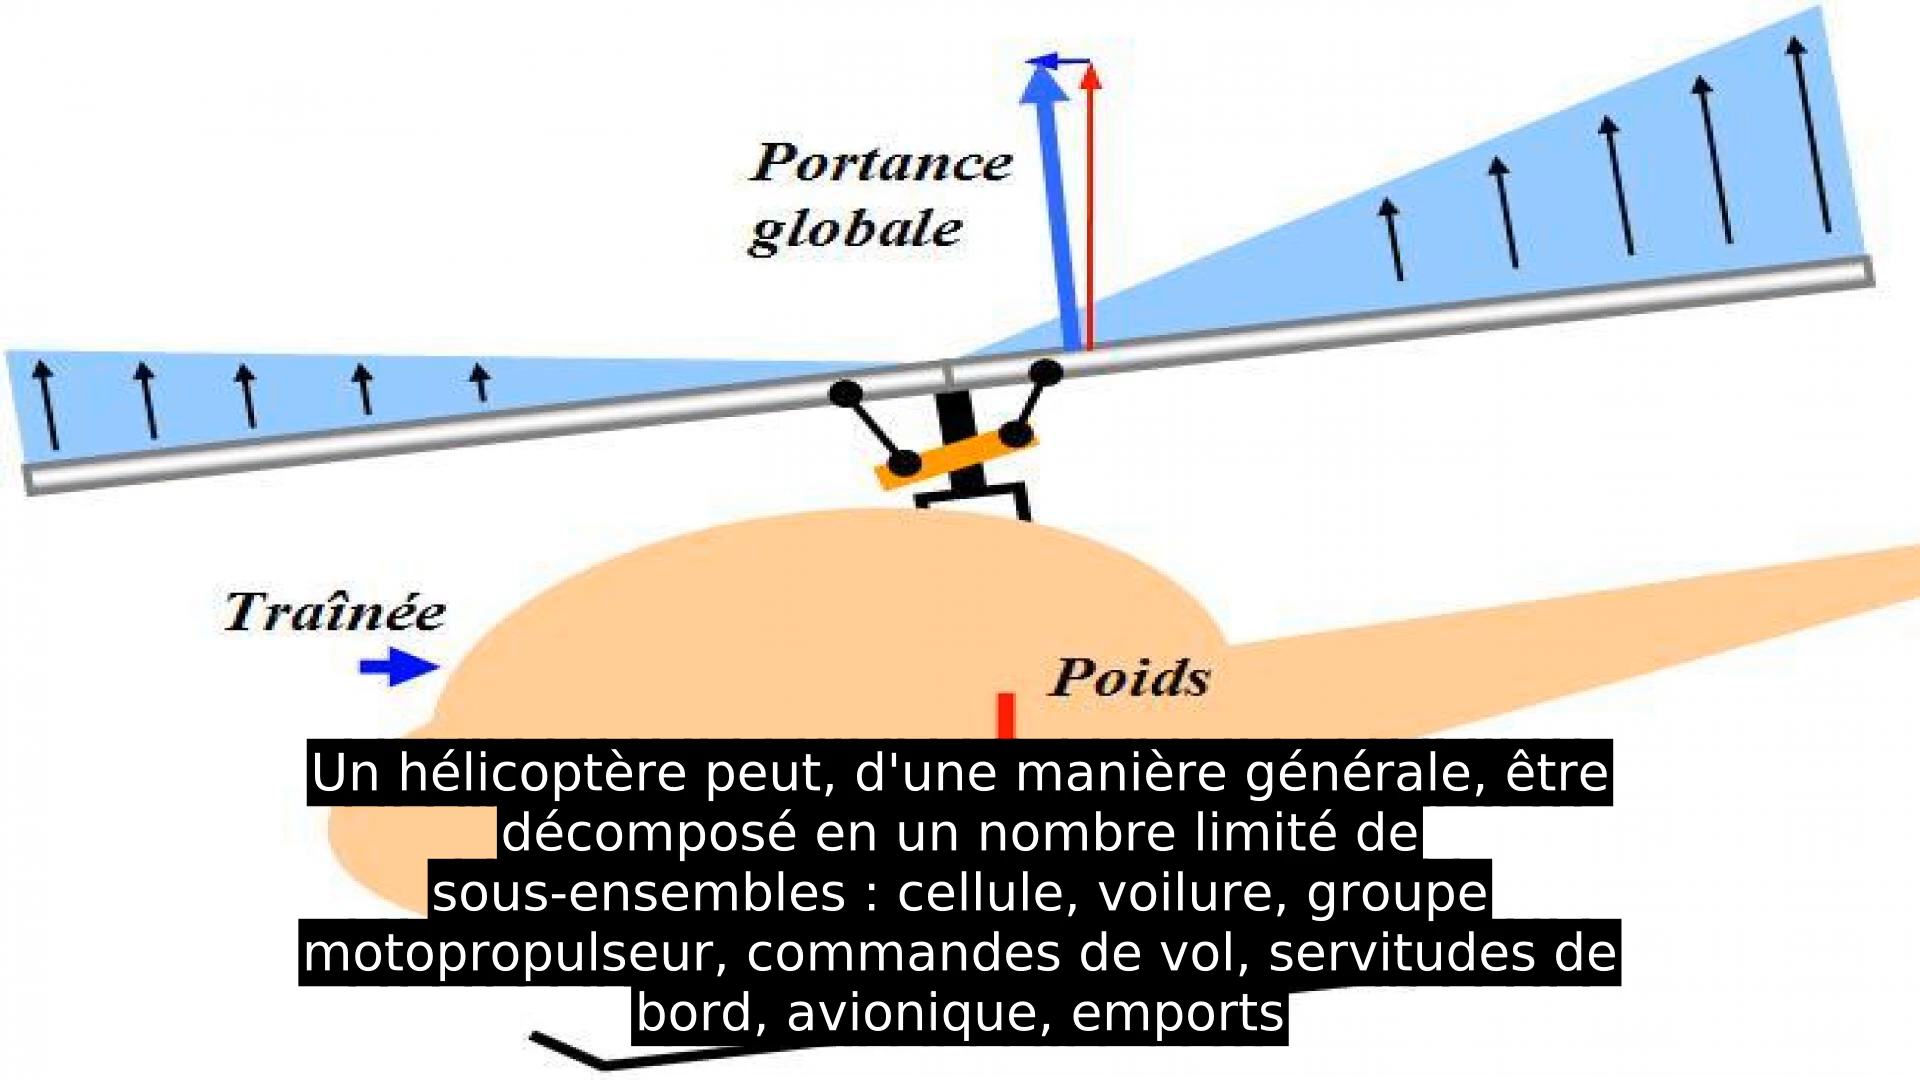 Portance
globale
Traînée
Poids
Un hélicoptère peut, d'une manière générale, être
décomposé en un nombre limité de
sous-ensembles : cellule, voilure, groupe
motopropulseur, commandes de vol, servitudes de
bord, avionique, emports